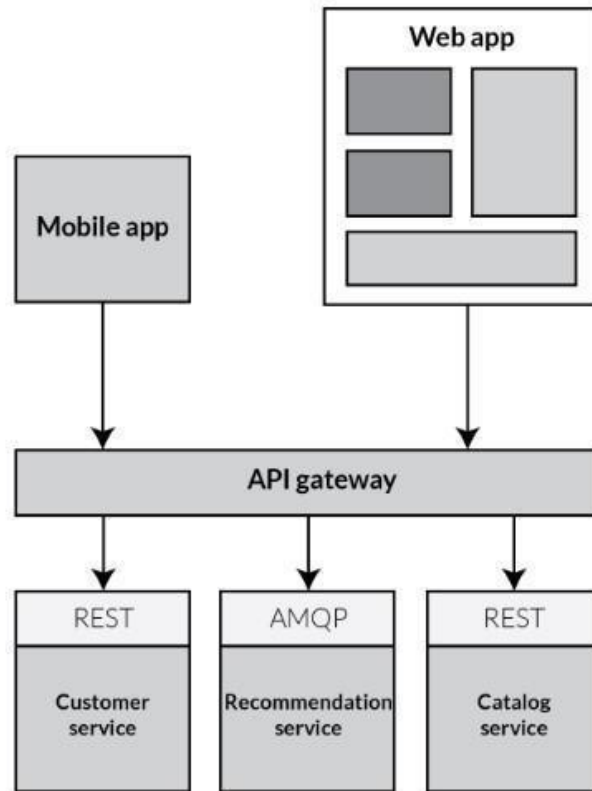 Web app
Mobile app
API gateway
REST
AMQP
REST
Customer
service
Recommendation
service
Catalog
service